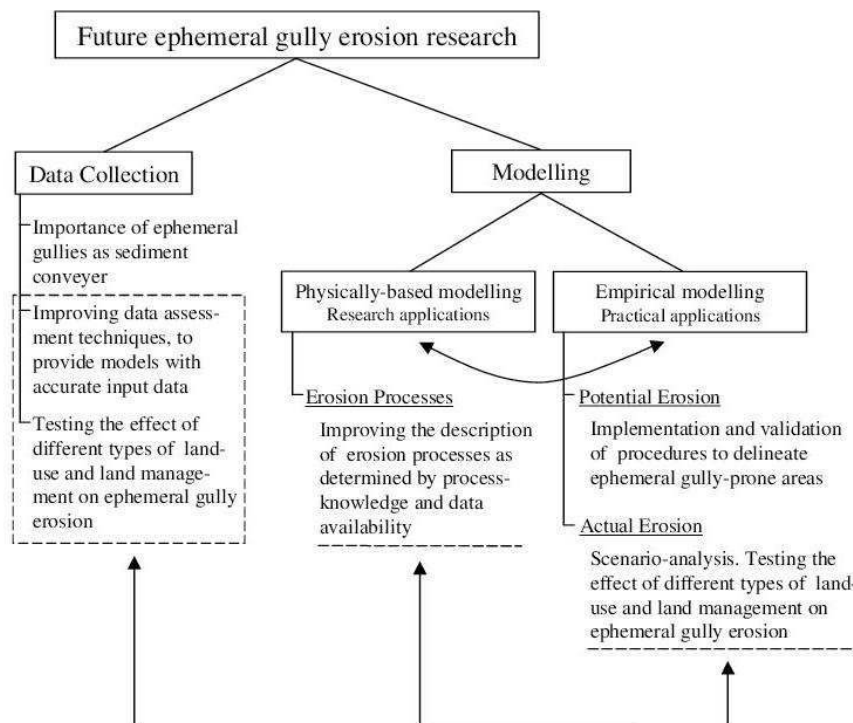 Future ephemeral gully erosion research
Data Collection
Importance of ephemeral
gullies as sediment
conveyer
Improving data assess-
ment techniques, to
provide models with
accurate input data
Testing the effect of
different types of land-
use and land manage-
ment on ephemeral gully
erosion
Modelling
Physically-based modelling
Research applications
Erosion Processes
Improving the description
of erosion processes as
determined by process-
knowledge and data
availability
Empirical modelling
Practical applications
Potential Erosion
Implementation and validation
of procedures to delineate
ephemeral gully-prone areas
Actual Erosion
Scenario-analysis. Testing the
effect of different types of land-
use and land management on
ephemeral gully erosion